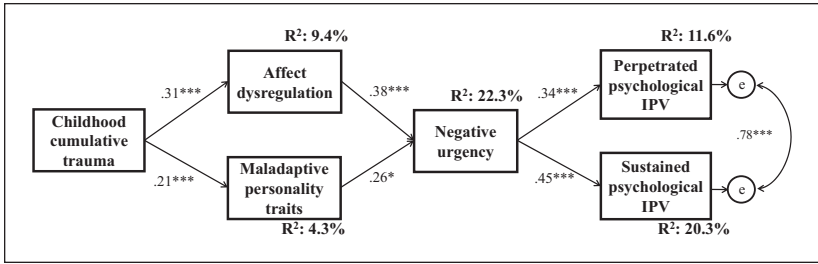 R²: 9.4%
R²: 11.6%
Affect
dysregulation
Perpetrated
psychological
IPV
e
.31***
.38***
R²: 22.3%
.34***
Childhood
cumulative
trauma
Negative
urgency
.78***
.21***
Maladaptive
personality
traits
.26*
.45***
Sustained
psychological
IPV
e
R²: 4.3%
R²: 20.3%